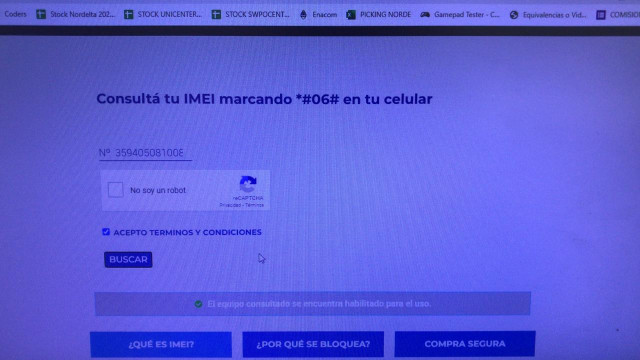 Coders Stock Nordelta 202... STOCK UNICENTER... STOCK SWPOCENT... Enacom PICKING NORDE Gamepad Tester - C... Equivalencias o Vid... COMISIO
Consultá tu IMEI marcando *#06# en tu celular
Nº 359405081008
No soy un robot
reCAPTCHA
Privacidad - Términos
ACEPTO TERMINOS Y CONDICIONES
BUSCAR
El equipo consultado se encuentra habilitado para el uso.
¿QUÉ ES IMEI? ¿POR QUÉ SE BLOQUEA? COMPRA SEGURA